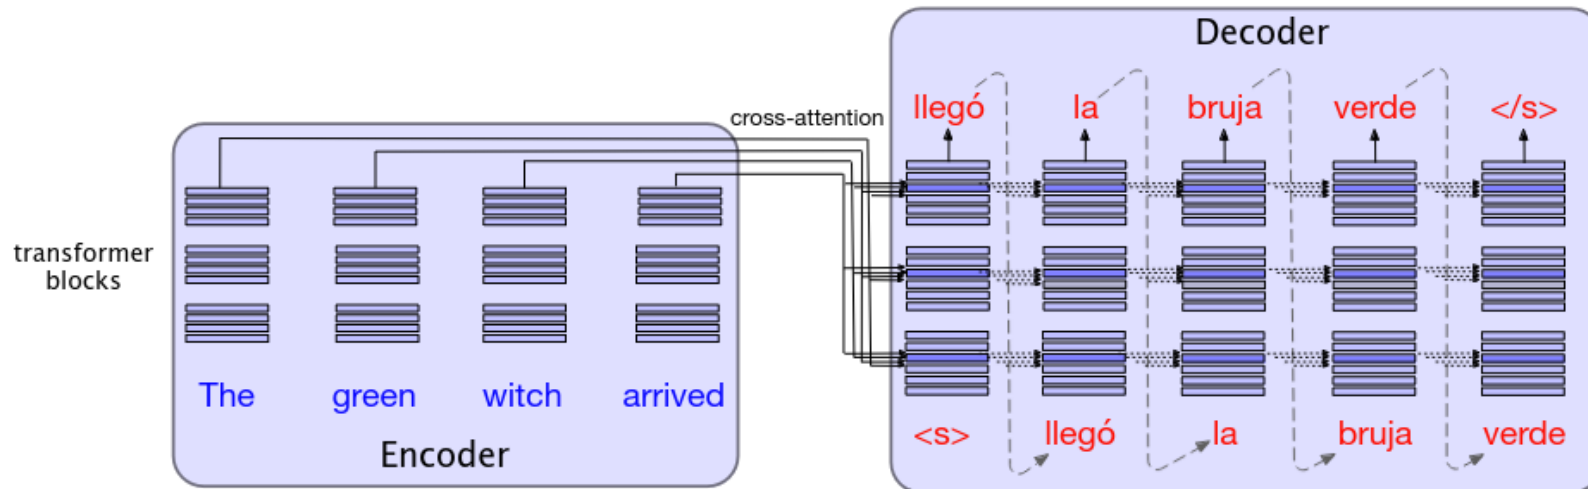 Decoder
llegó la bruja verde </s>
cross-attention
transformer
blocks
The green witch arrived
<s> llegó la bruja verde
Encoder